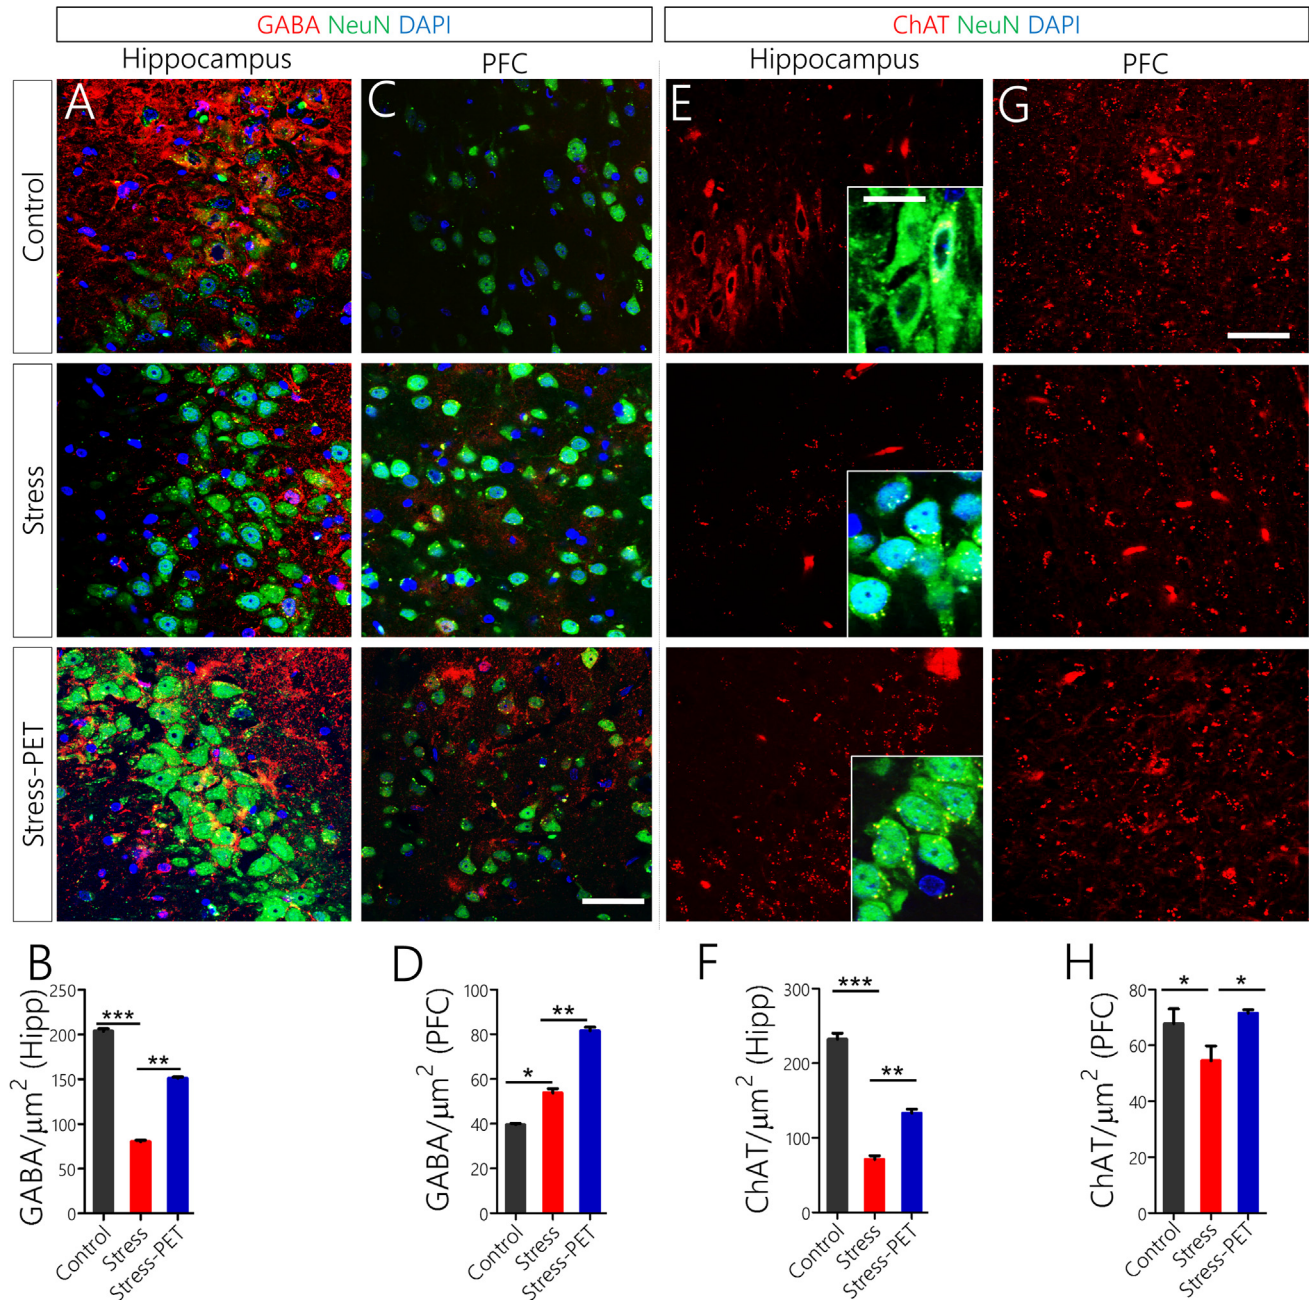 GABA NeuN DAPI
ChAT NeuN DAPI
Hippocampus
PFC
Hippocampus
PFC
Control
A
C
E
G
Stress
Stress-PET
B
GABA/μm² (Hipp)
250
200
150
100
50
0
***
**
Control
Stress
Stress-PET
D
GABA/μm² (PFC)
100
80
60
40
20
0
*
**
Control
Stress
Stress-PET
F
ChAT/μm² (Hipp)
300
200
100
0
***
**
Control
Stress
Stress-PET
H
ChAT/μm² (PFC)
80
60
40
20
0
*
*
Control
Stress
Stress-PET